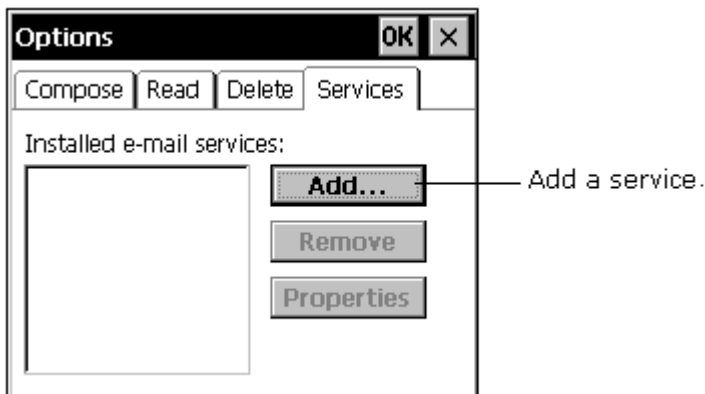 Options OK ×
Compose Read Delete Services
Installed e-mail services:
Add... Add a service.
Remove
Properties